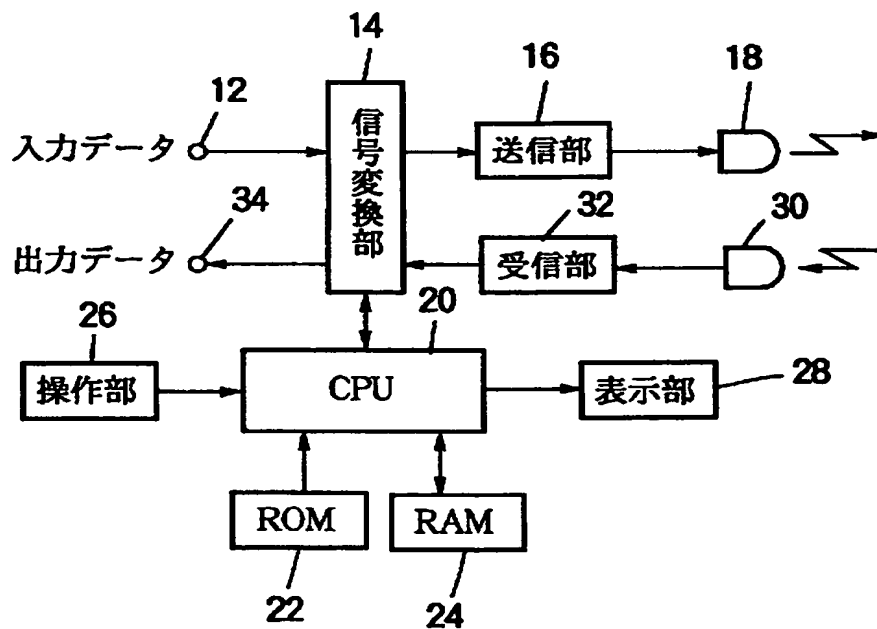 14
16
18
12
入力データ
信号変換部
送信部
34
32
30
出力データ
受信部
26
20
操作部
CPU
表示部
28
ROM
RAM
22
24